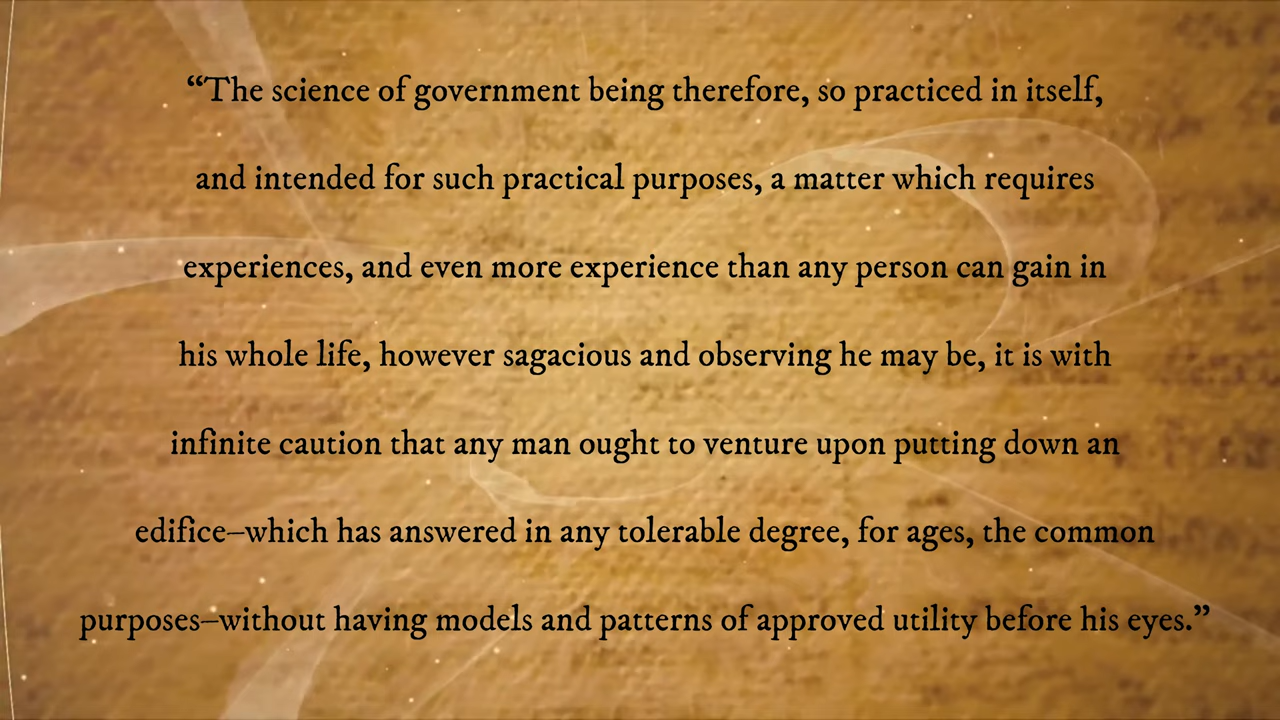 “The science of government being therefore, so practiced in itself,
and intended for such practical purposes, a matter which requires
experiences, and even more experience than any person can gain in
his whole life, however sagacious and observing he may be, it is with
infinite caution that any man ought to venture upon putting down an
edifice–which has answered in any tolerable degree, for ages, the common
purposes–without having models and patterns of approved utility before his eyes.”